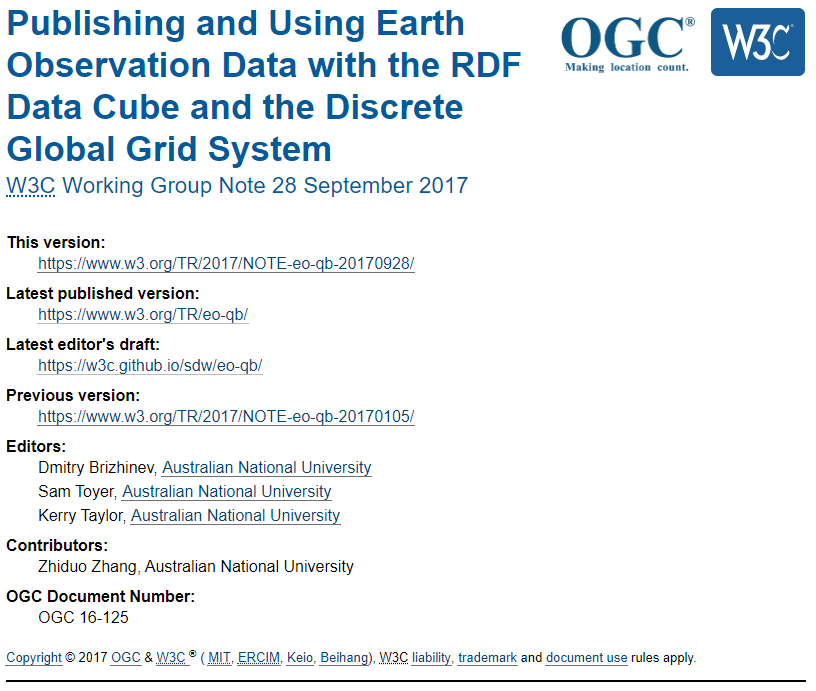 Publishing and Using Earth
Observation Data with the RDF
Data Cube and the Discrete
Global Grid System
OGC®
Making location count.
W3C®
W3C Working Group Note 28 September 2017
This version:
https://www.w3.org/TR/2017/NOTE-eo-qb-20170928/
Latest published version:
https://www.w3.org/TR/eo-qb/
Latest editor's draft:
https://w3c.github.io/sdw/eo-qb/
Previous version:
https://www.w3.org/TR/2017/NOTE-eo-qb-20170105/
Editors:
Dmitry Brizhinev, Australian National University
Sam Toyer, Australian National University
Kerry Taylor, Australian National University
Contributors:
Zhiduo Zhang, Australian National University
OGC Document Number:
OGC 16-125
Copyright © 2017 OGC & W3C ® ( MIT, ERCIM, Keio, Beihang), W3C liability, trademark and document use rules apply.